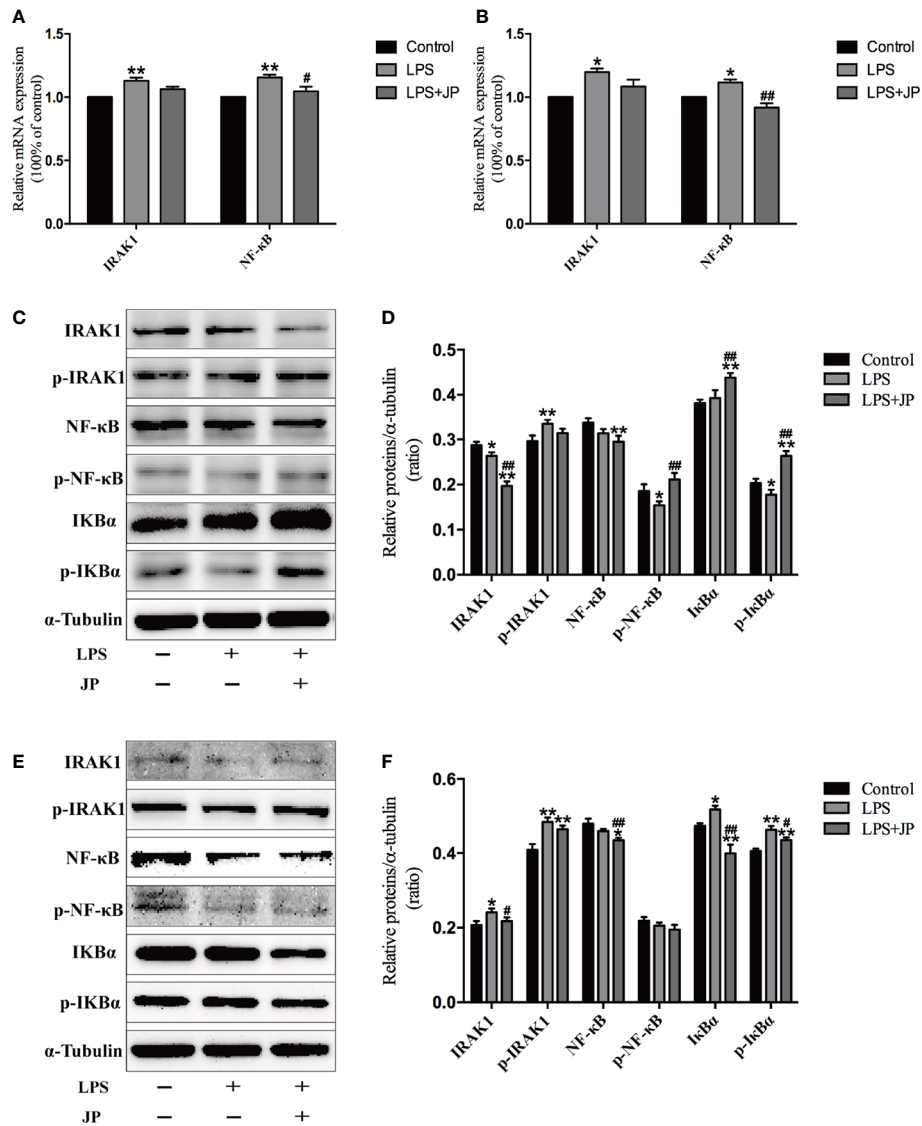 A
Relative mRNA expression
(100% of control)
1.5
1.0
0.5
0.0
**
**
#
IRAK1
NF-κB
Control
LPS
LPS+JP
B
Relative mRNA expression
(100% of control)
1.5
1.0
0.5
0.0
*
*
##
IRAK1
NF-κB
Control
LPS
LPS+JP
C
IRAK1
p-IRAK1
NF-κB
p-NF-κB
IKBα
p-IKBα
α-Tubulin
LPS − + +
JP − − +
D
Relative proteins/α-tubulin
(ratio)
0.5
0.4
0.3
0.2
0.1
0.0
*
##
**
**
**
*
##
##
**
*
##
**
IRAK1
p-IRAK1
NF-κB
p-NF-κB
IκBα
p-IκBα
Control
LPS
LPS+JP
E
IRAK1
p-IRAK1
NF-κB
p-NF-κB
IKBα
p-IKBα
α-Tubulin
LPS − + +
JP − − +
F
Relative proteins/α-tubulin
(ratio)
0.6
0.4
0.2
0.0
*
#
**
**
##
*
*
##
**
**
#
**
IRAK1
p-IRAK1
NF-κB
p-NF-κB
IκBα
p-IκBα
Control
LPS
LPS+JP